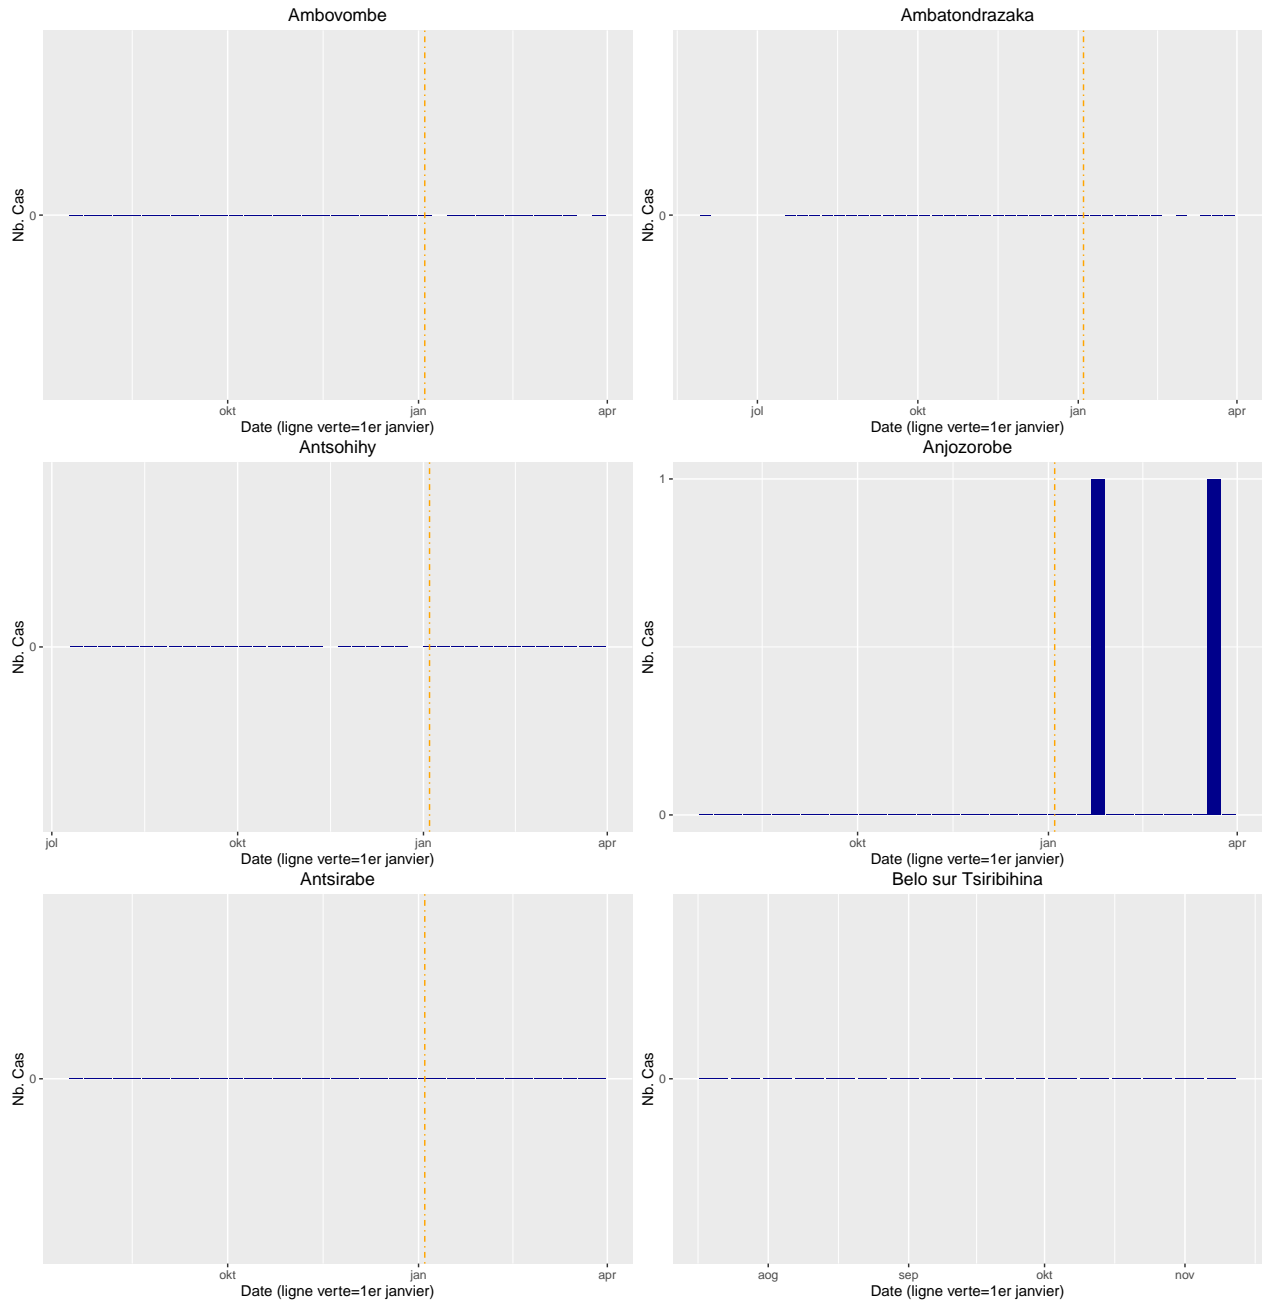 Ambovombe
Nb. Cas
0
okt jan apr
Date (ligne verte=1er janvier)
Ambatondrazaka
Nb. Cas
0
jol okt jan apr
Date (ligne verte=1er janvier)
Antsohihy
Nb. Cas
0
jol okt jan apr
Date (ligne verte=1er janvier)
Anjozorobe
Nb. Cas
1
0
okt jan apr
Date (ligne verte=1er janvier)
Antsirabe
Nb. Cas
0
okt jan apr
Date (ligne verte=1er janvier)
Belo sur Tsiribihina
Nb. Cas
0
aog sep okt nov
Date (ligne verte=1er janvier)